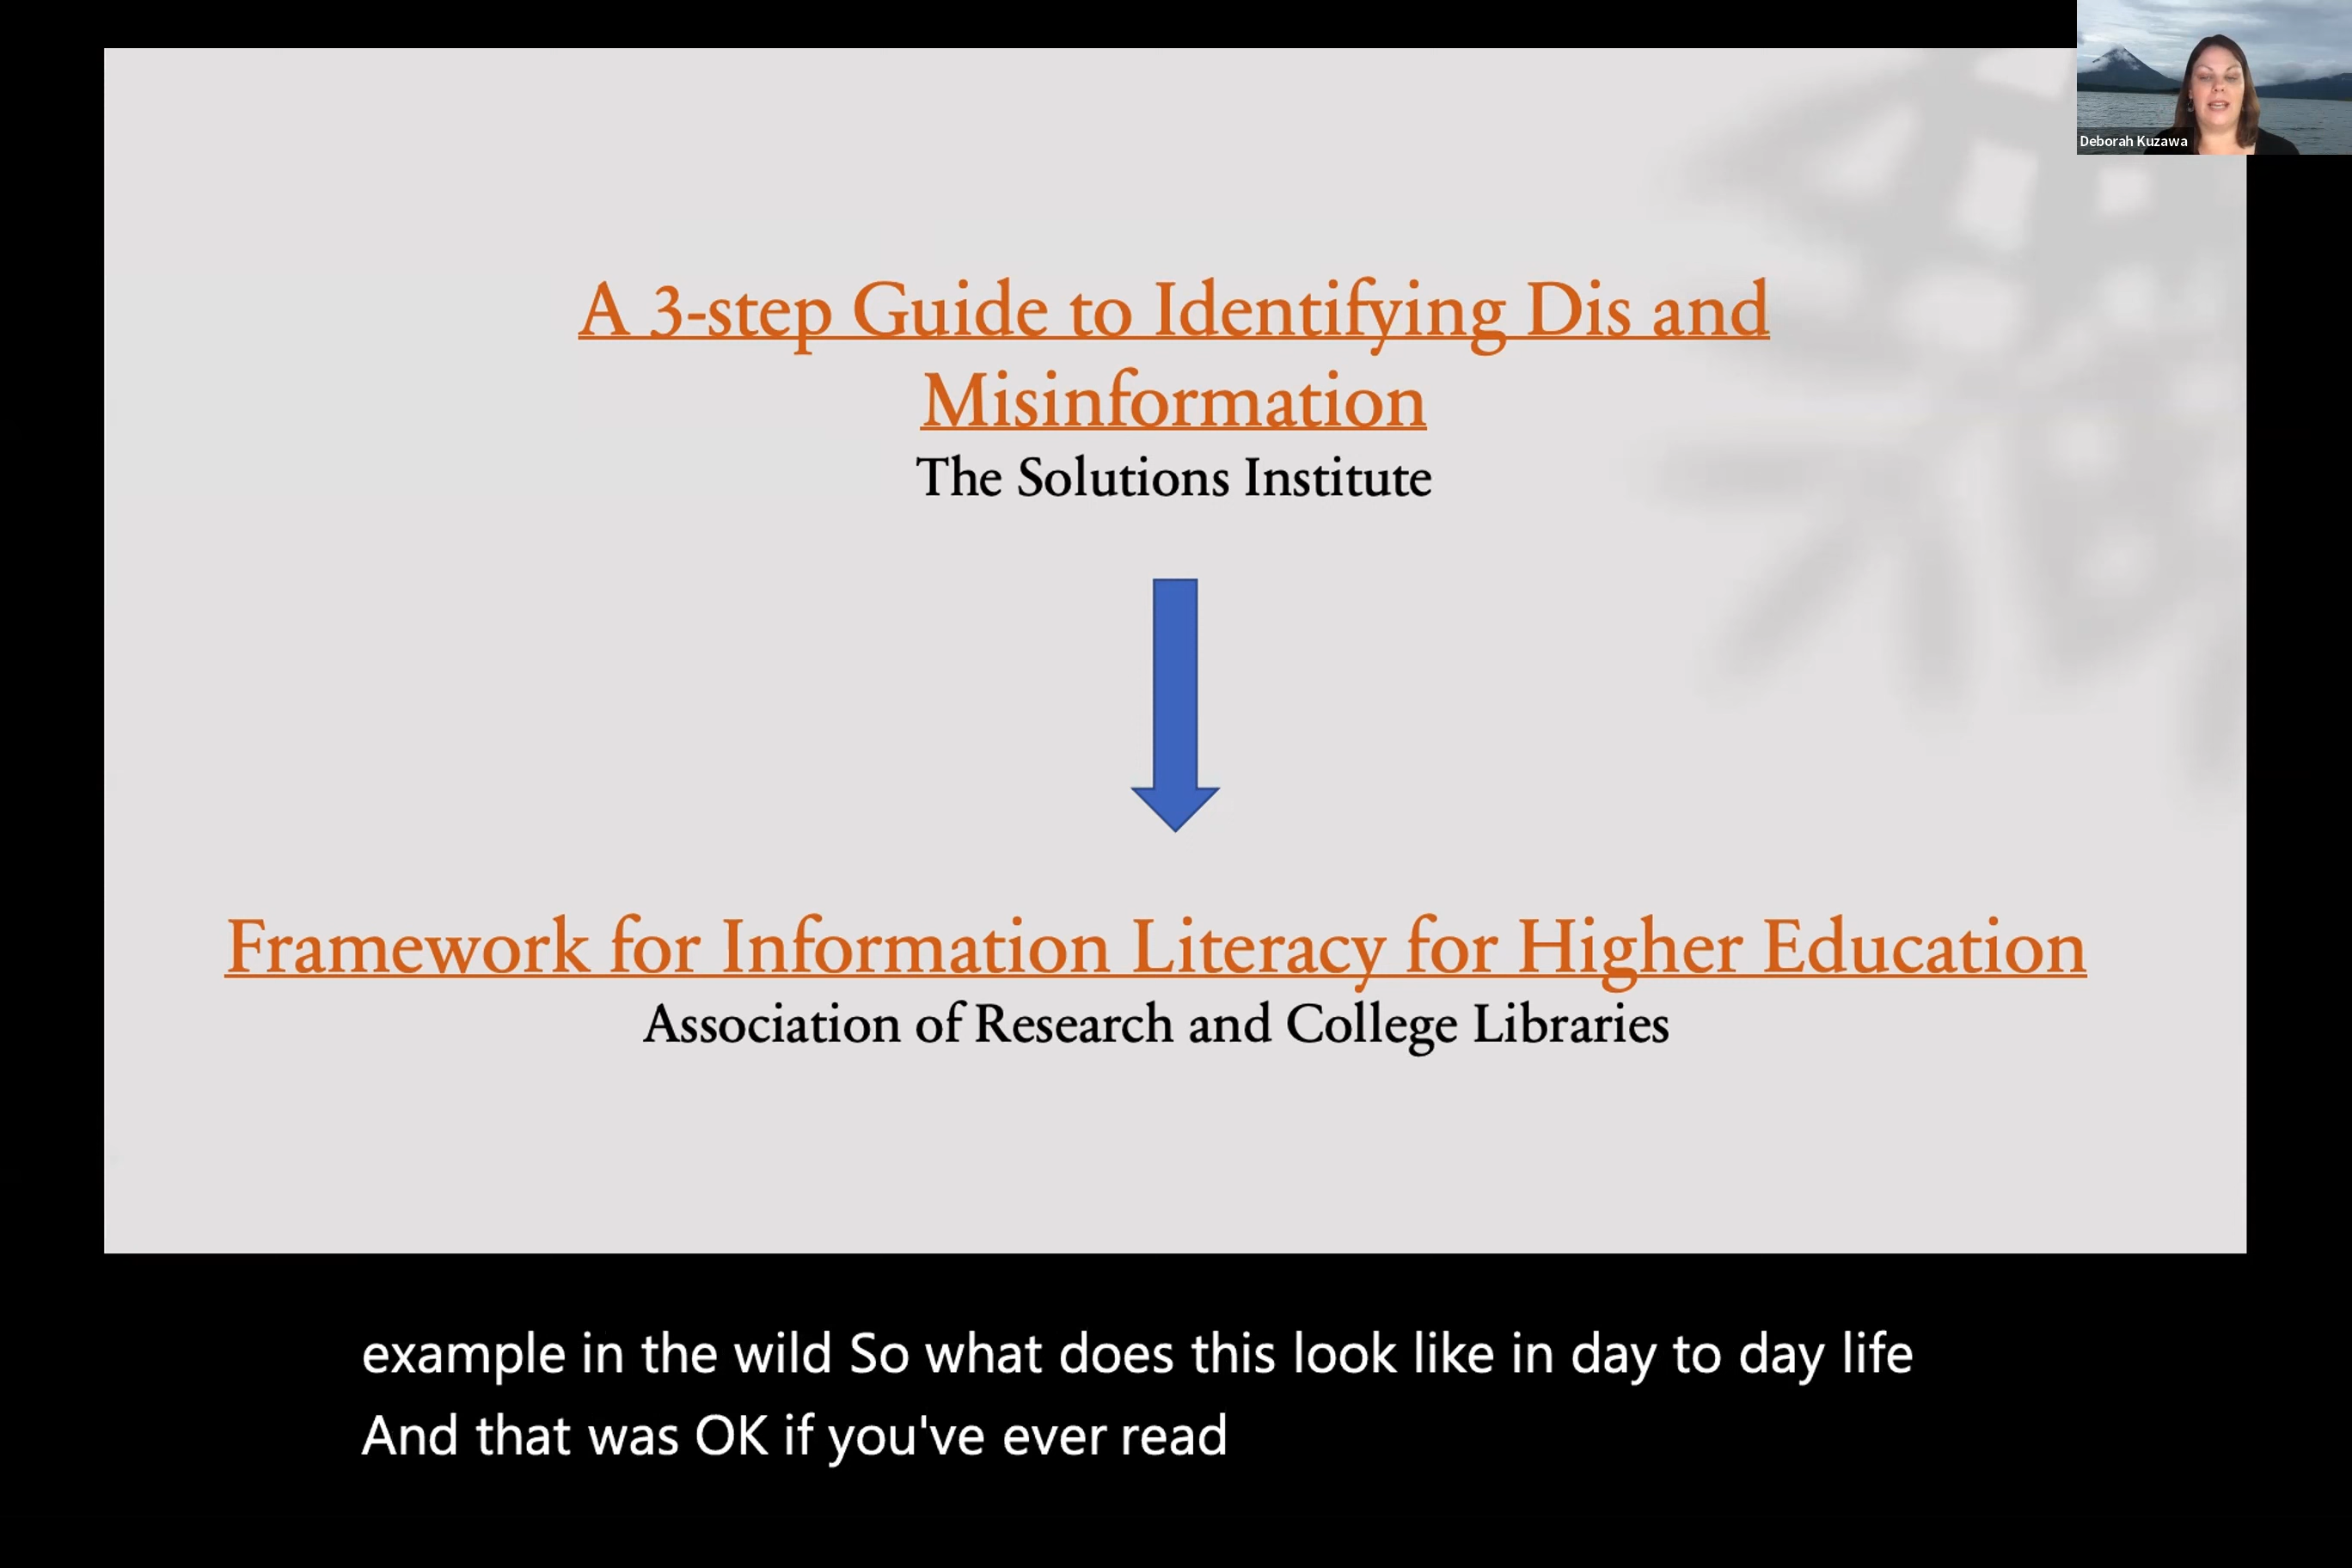 Deborah Kuzawa
A 3-step Guide to Identifying Dis and
Misinformation
The Solutions Institute
Framework for Information Literacy for Higher Education
Association of Research and College Libraries
example in the wild So what does this look like in day to day life
And that was OK if you've ever read